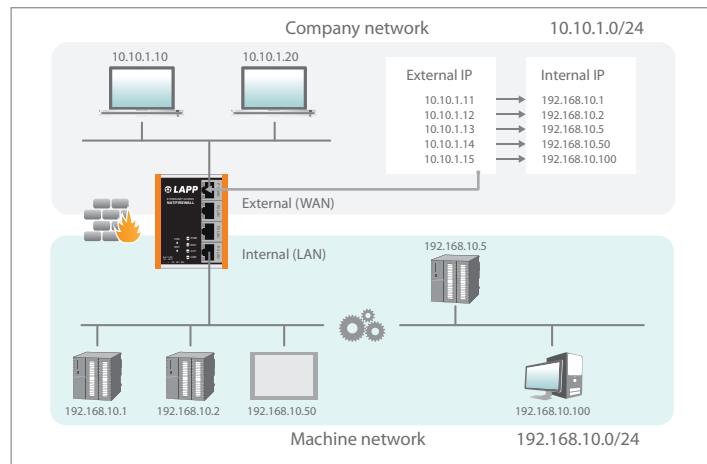 Company network 10.10.1.0/24
10.10.1.10 10.10.1.20
External IP Internal IP
10.10.1.11 192.168.10.1
10.10.1.12 192.168.10.2
10.10.1.13 192.168.10.5
10.10.1.14 192.168.10.50
10.10.1.15 192.168.10.100
LAPP
NAT/FIREWALL
External (WAN)
Internal (LAN)
192.168.10.5
192.168.10.1 192.168.10.2 192.168.10.50 192.168.10.100
Machine network 192.168.10.0/24